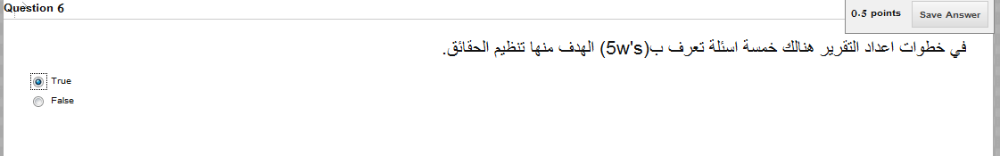 Question 6
0.5 points
Save Answer
في خطوات اعداد التقرير هنالك خمسة اسئلة تعرف ب(5w's) الهدف منها تنظيم الحقائق.
True
False